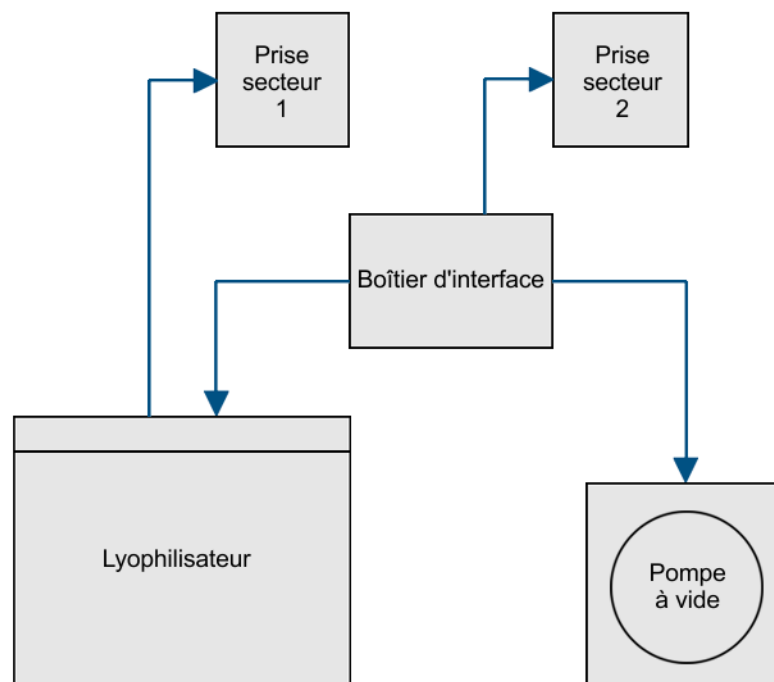 Prise
secteur
1
Prise
secteur
2
Boîtier d'interface
Lyophilisateur
Pompe
à vide